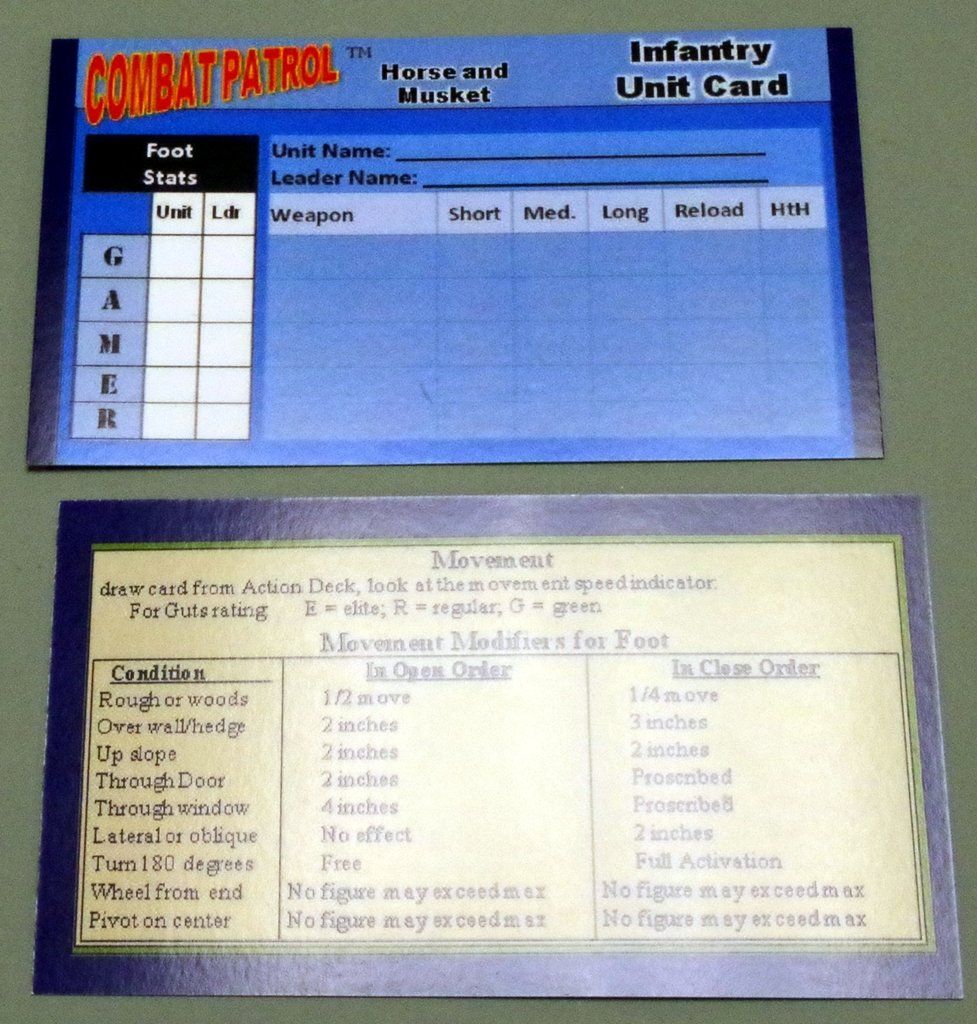 COMBAT PATROL TM
Horse and
Musket
Infantry
Unit Card
Foot
Stats
Unit Name:
Leader Name:
Unit Ldr
Weapon Short Med. Long Reload HtH
G
A
M
E
R
Movement
draw card from Action Deck, look at the movement speed indicator.
For Guts rating E = elite; R = regular; G = green
Movement Modifiers for Foot
Condition In Open Order In Close Order
Rough or woods 1/2 move 1/4 move
Over wall/hedge 2 inches 3 inches
Up slope 2 inches 2 inches
Through Door 2 inches Proscribed
Through window 4 inches Proscribed
Lateral or oblique No effect 2 inches
Turn 180 degrees Free Full Activation
Wheel from end No figure may exceed max No figure may exceed max
Pivot on center No figure may exceed max No figure may exceed max